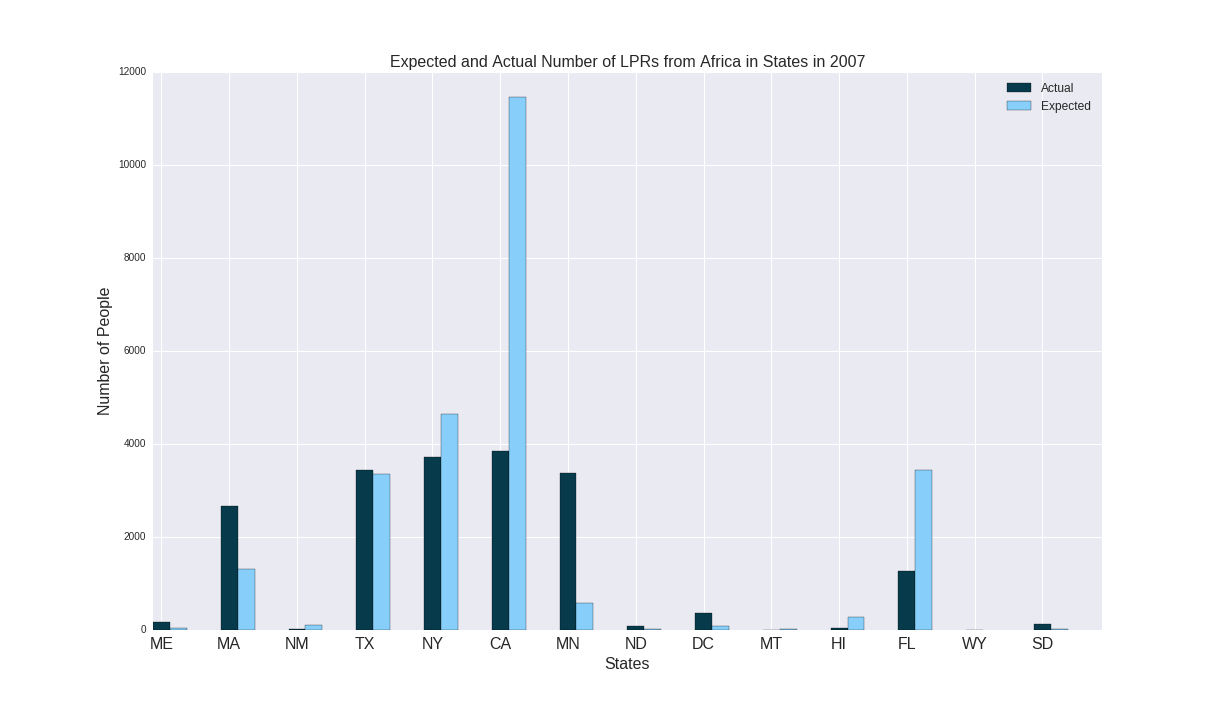 Expected and Actual Number of LPRs from Africa in States in 2007
12000
10000
8000
6000
4000
2000
0
Number of People
Actual
Expected
ME MA NM TX NY CA MN ND DC MT HI FL WY SD
States